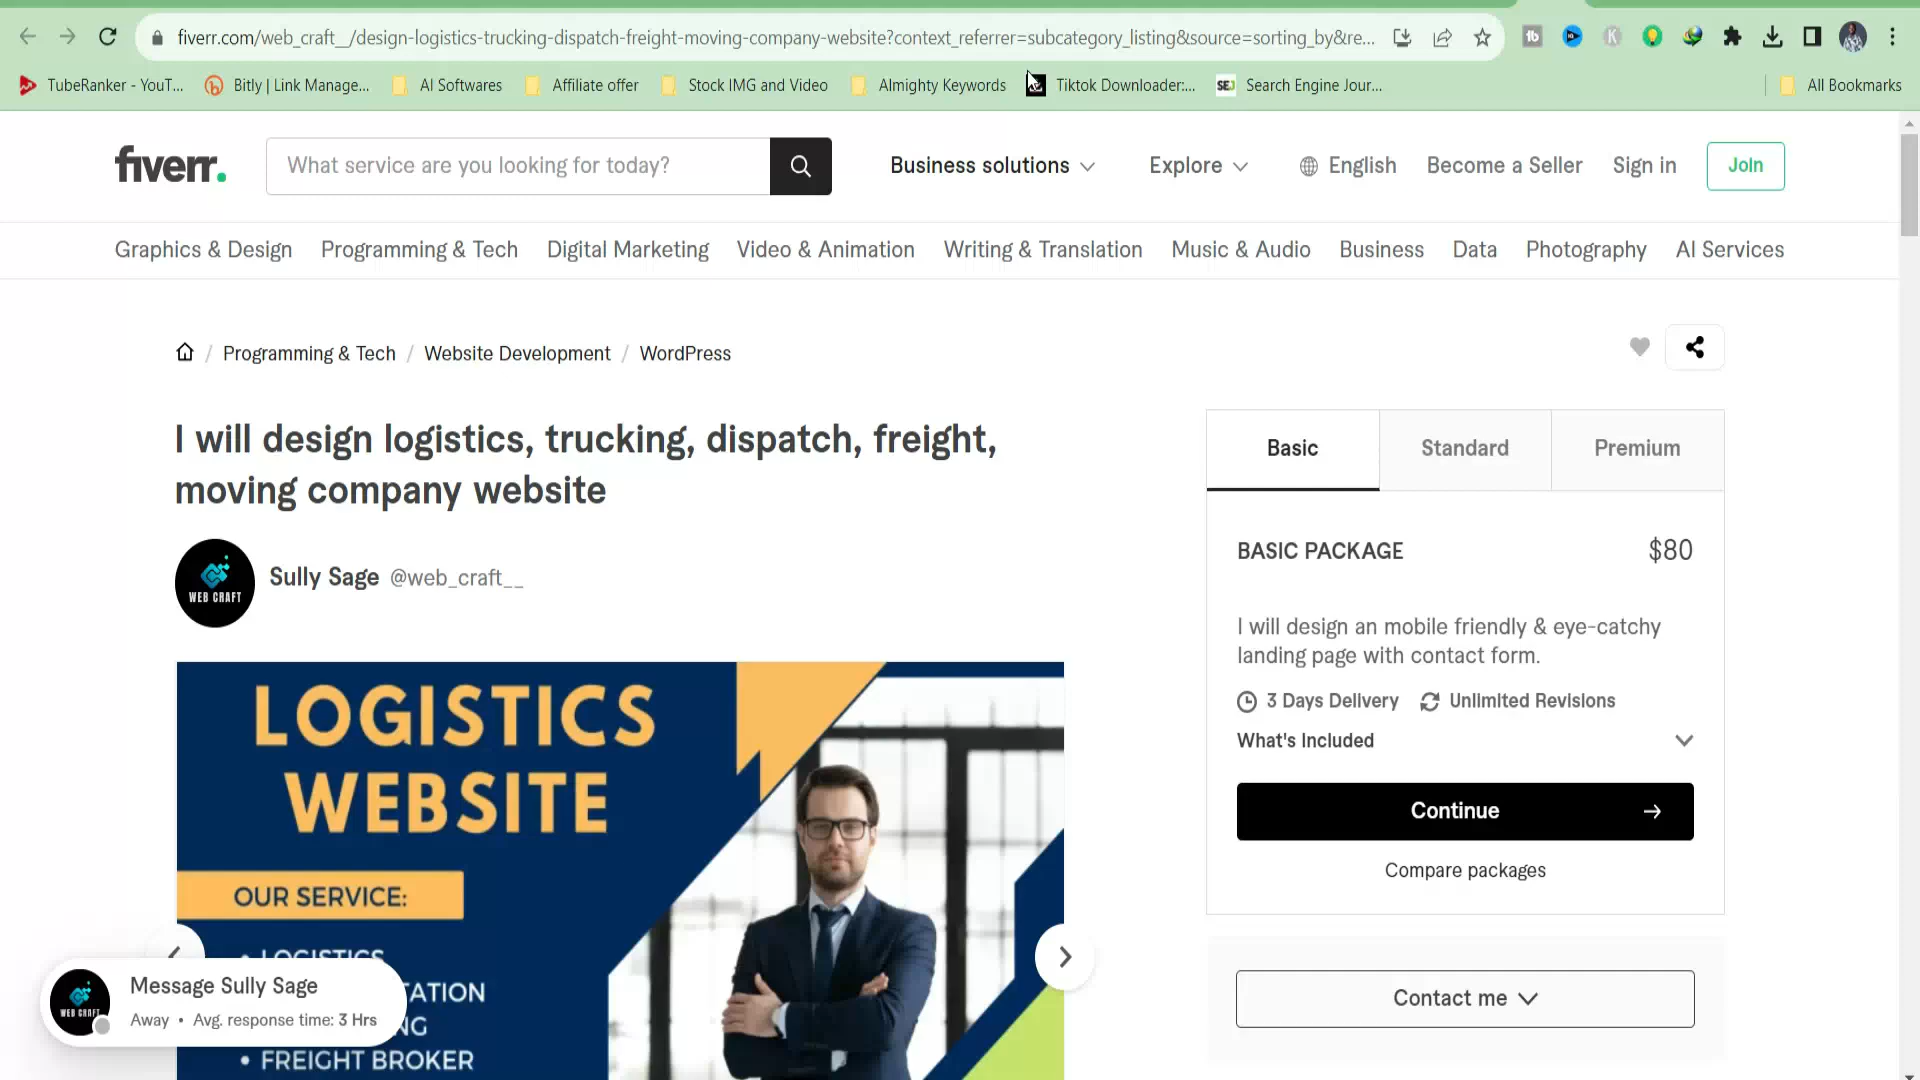 fiverr.com/web_craft__/design-logistics-trucking-dispatch-freight-moving-company-website?context_referrer=subcategory_listing&source=sorting_by&re...
TubeRanker - YouT...
Bitly | Link Manage...
AI Softwares
Affiliate offer
Stock IMG and Video
Almighty Keywords
Tiktok Downloader:...
SEJ
Search Engine Jour...
All Bookmarks
fiverr.
What service are you looking for today?
Business solutions
Explore
English
Become a Seller
Sign in
Join
Graphics & Design
Programming & Tech
Digital Marketing
Video & Animation
Writing & Translation
Music & Audio
Business
Data
Photography
AI Services
/ Programming & Tech / Website Development / WordPress
I will design logistics, trucking, dispatch, freight,
moving company website
WEB CRAFT
Sully Sage @web_craft__
LOGISTICS
WEBSITE
OUR SERVICE:
• LOGISTICS
ATION
NG
• FREIGHT BROKER
WEB CRAFT
Message Sully Sage
Away • Avg. response time: 3 Hrs
Basic
Standard
Premium
BASIC PACKAGE
$80
I will design an mobile friendly & eye-catchy
landing page with contact form.
3 Days Delivery
Unlimited Revisions
What's Included
Continue
Compare packages
Contact me